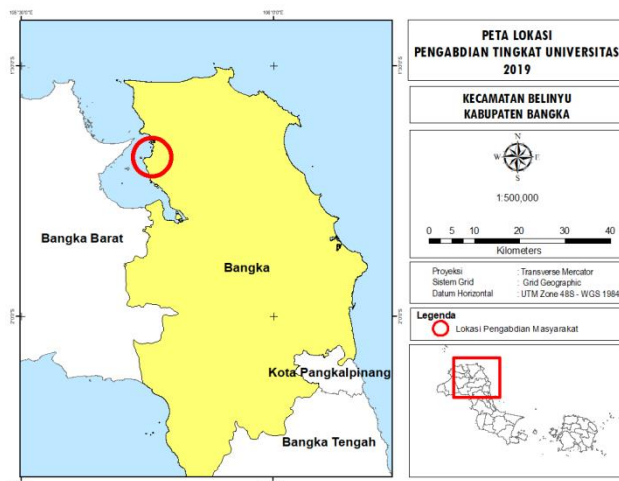 PETA LOKASI
PENGABDIAN TINGKAT UNIVERSITAS
2019
KECAMATAN BELINYU
KABUPATEN BANGKA
N
W E
S
1:500,000
0 5 10 20 30 40
Kilometers
Proyeksi : Transverse Mercator
Sistem Grid : Grid Geographic
Datum Horizontal : UTM Zone 48S - WGS 1984
Legenda
Lokasi Pengabdian Masyarakat
Bangka Barat
Bangka
Kota Pangkalpinang
Bangka Tengah